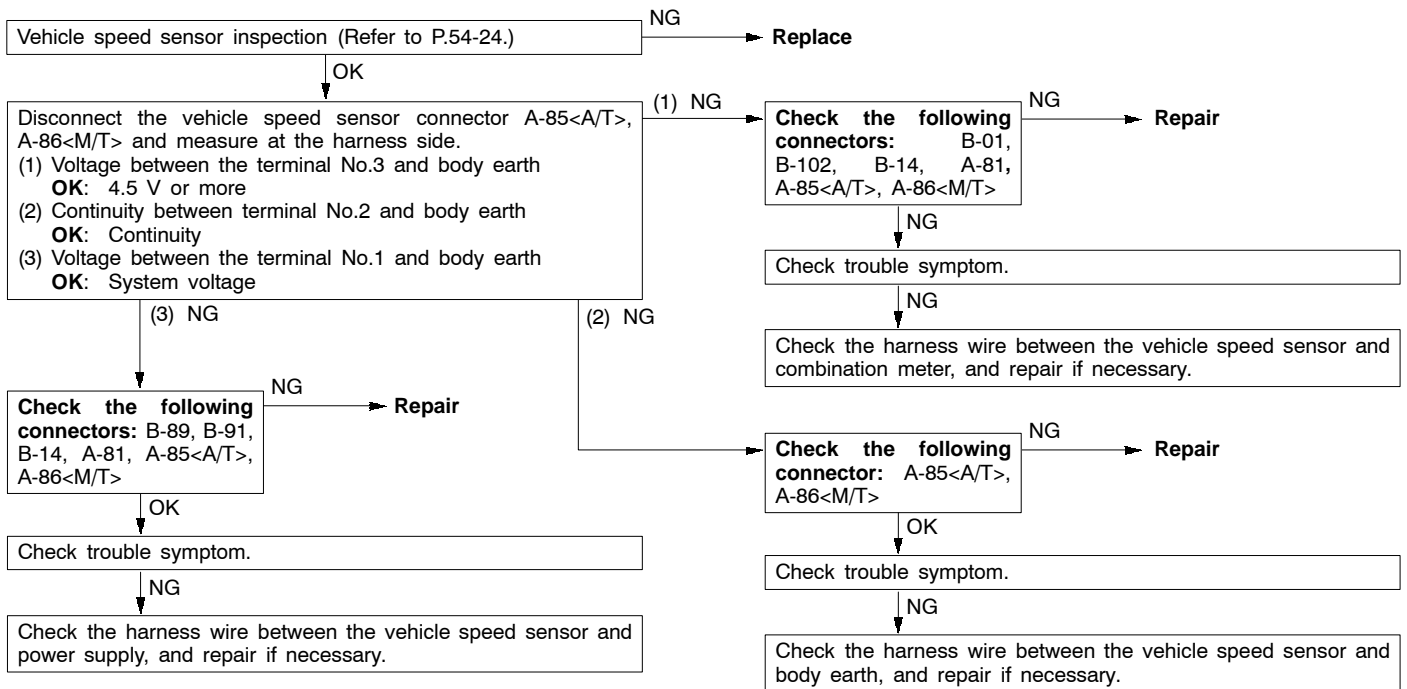 Vehicle speed sensor inspection (Refer to P.54-24.)
NG
Replace
OK
Disconnect the vehicle speed sensor connector A-85<A/T>,
A-86<M/T> and measure at the harness side.
(1) Voltage between the terminal No.3 and body earth
OK: 4.5 V or more
(2) Continuity between terminal No.2 and body earth
OK: Continuity
(3) Voltage between the terminal No.1 and body earth
OK: System voltage
(1) NG
Check the following
connectors: B-01,
B-102, B-14, A-81,
A-85<A/T>, A-86<M/T>
NG
Repair
NG
Check trouble symptom.
NG
Check the harness wire between the vehicle speed sensor and
combination meter, and repair if necessary.
(3) NG
Check the following
connectors: B-89, B-91,
B-14, A-81, A-85<A/T>,
A-86<M/T>
NG
Repair
OK
Check trouble symptom.
NG
Check the harness wire between the vehicle speed sensor and
power supply, and repair if necessary.
(2) NG
Check the following
connector: A-85<A/T>,
A-86<M/T>
NG
Repair
OK
Check trouble symptom.
NG
Check the harness wire between the vehicle speed sensor and
body earth, and repair if necessary.